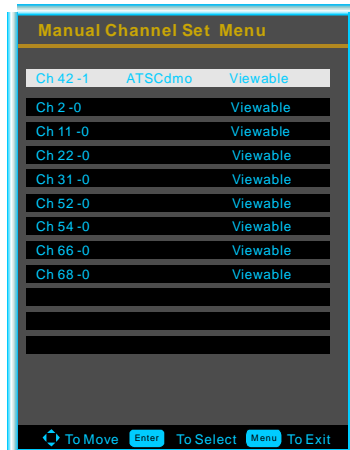 Manual Channel Set Menu
Ch 42 -1 ATSCdmo Viewable
Ch 2 -0 Viewable
Ch 11 -0 Viewable
Ch 22 -0 Viewable
Ch 31 -0 Viewable
Ch 52 -0 Viewable
Ch 54 -0 Viewable
Ch 66 -0 Viewable
Ch 68 -0 Viewable
To Move Enter To Select Menu To Exit